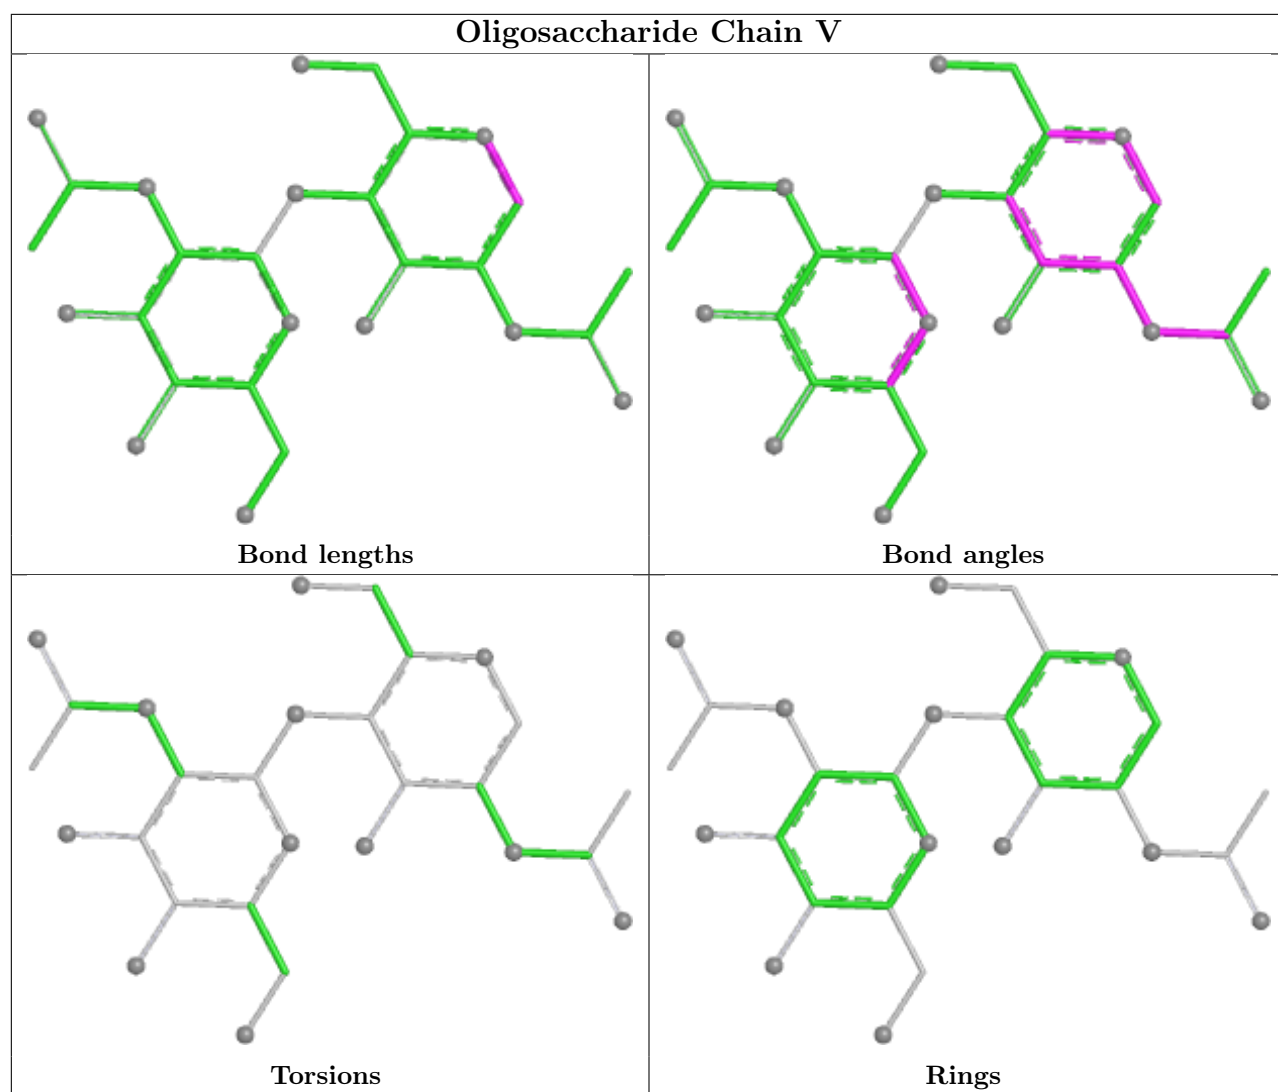 Oligosaccharide Chain V
Bond lengths
Bond angles
Torsions
Rings